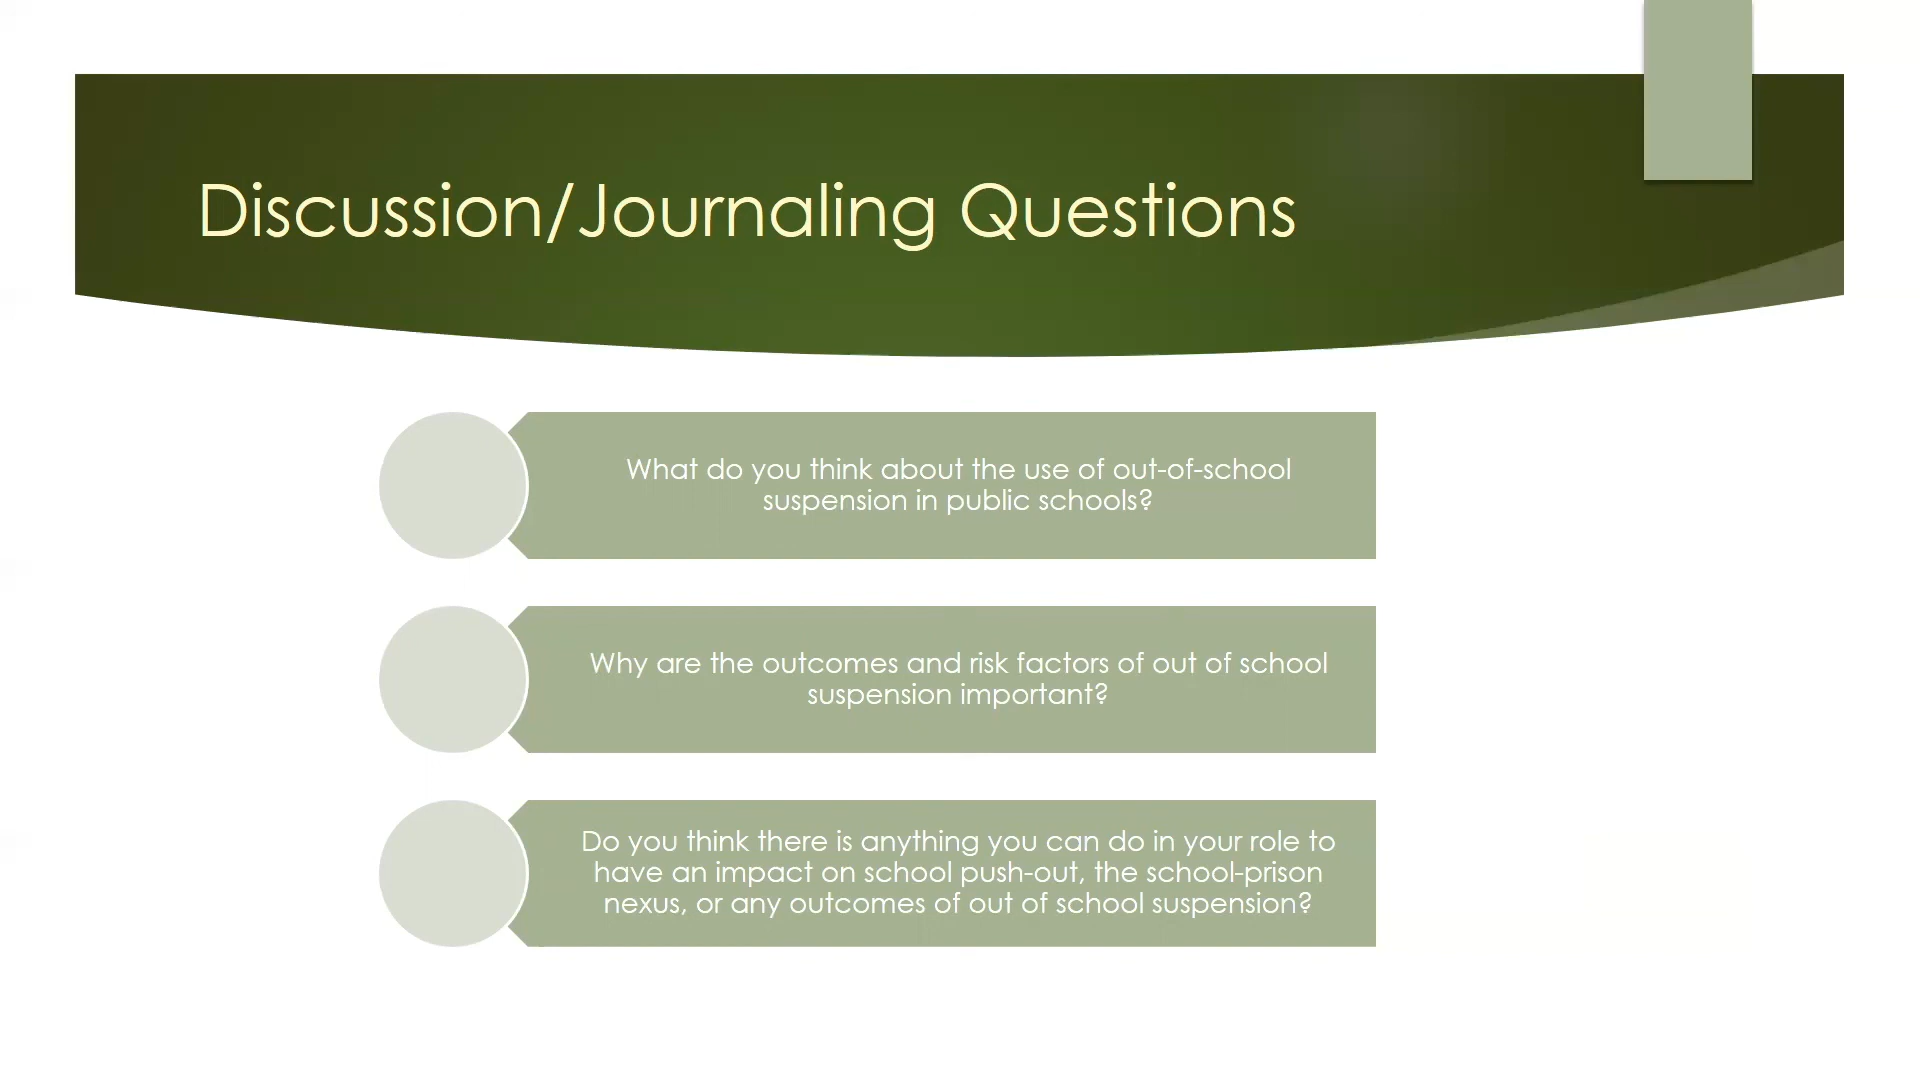 Discussion/Journaling Questions
What do you think about the use of out-of-school
suspension in public schools?
Why are the outcomes and risk factors of out of school
suspension important?
Do you think there is anything you can do in your role to
have an impact on school push-out, the school-prison
nexus, or any outcomes of out of school suspension?